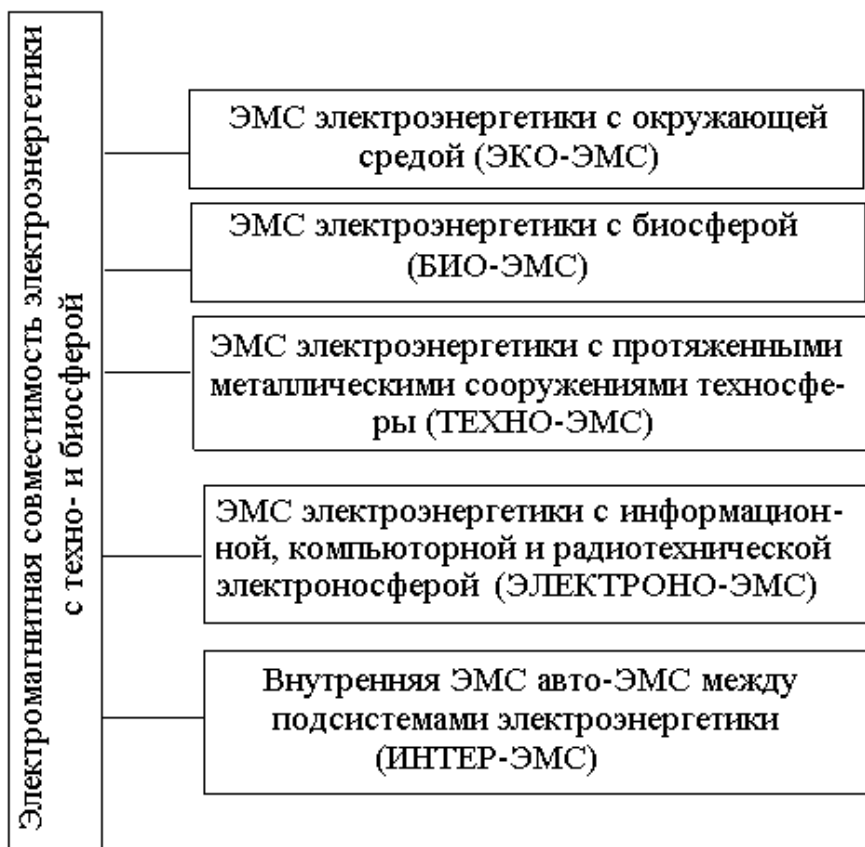 Электромагнитная совместимость электроэнергетики
с техно- и биосферой
ЭМС электроэнергетики с окружающей
средой (ЭКО-ЭМС)
ЭМС электроэнергетики с биосферой
(БИО-ЭМС)
ЭМС электроэнергетики с протяженными
металлическими сооружениями техносфе-
ры (ТЕХНО-ЭМС)
ЭМС электроэнергетики с информацион-
ной, компьюторной и радиотехнической
электроносферой (ЭЛЕКТРОНО-ЭМС)
Внутренняя ЭМС авто-ЭМС между
подсистемами электроэнергетики
(ИНТЕР-ЭМС)